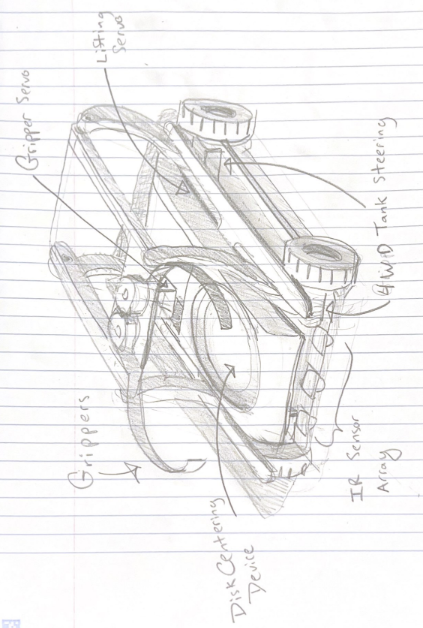 Gripper Servo
Lifting
Servo
4WD Tank Steering
Grippers
IR Sensor
Array
Disk Centering
Device